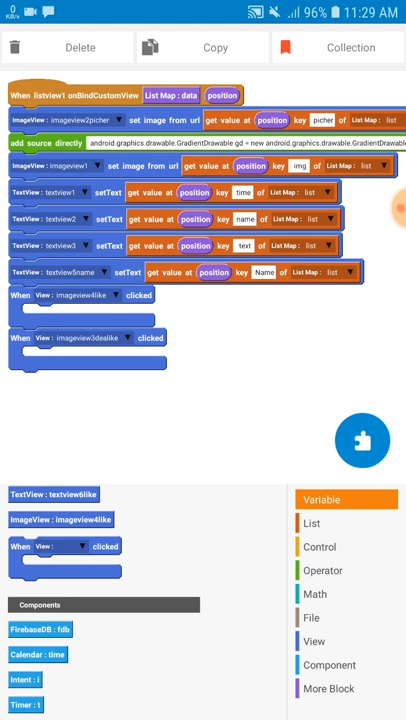 0 KB/s 96% 11:29 AM
Delete Copy Collection
When listview1 onBindCustomView List Map : data position
ImageView : imageview2picher set image from url get value at position key picher of List Map : list
add source directly android.graphics.drawable.GradientDrawable gd = new android.graphics.drawable.GradientDrawabl
ImageView : imageview1 set image from url get value at position key img of List Map : list
TextView : textview1 setText get value at position key time of List Map : list
TextView : textview2 setText get value at position key name of List Map : list
TextView : textview3 setText get value at position key text of List Map : list
TextView : textview5name setText get value at position key Name of List Map : list
When View : imageview4like clicked
When View : imageview3dealike clicked
TextView : textview6like
ImageView : imageview4like
When View : clicked
Components
FirebaseDB : fdb
Calendar : time
Intent : i
Timer : t
Variable
List
Control
Operator
Math
File
View
Component
More Block